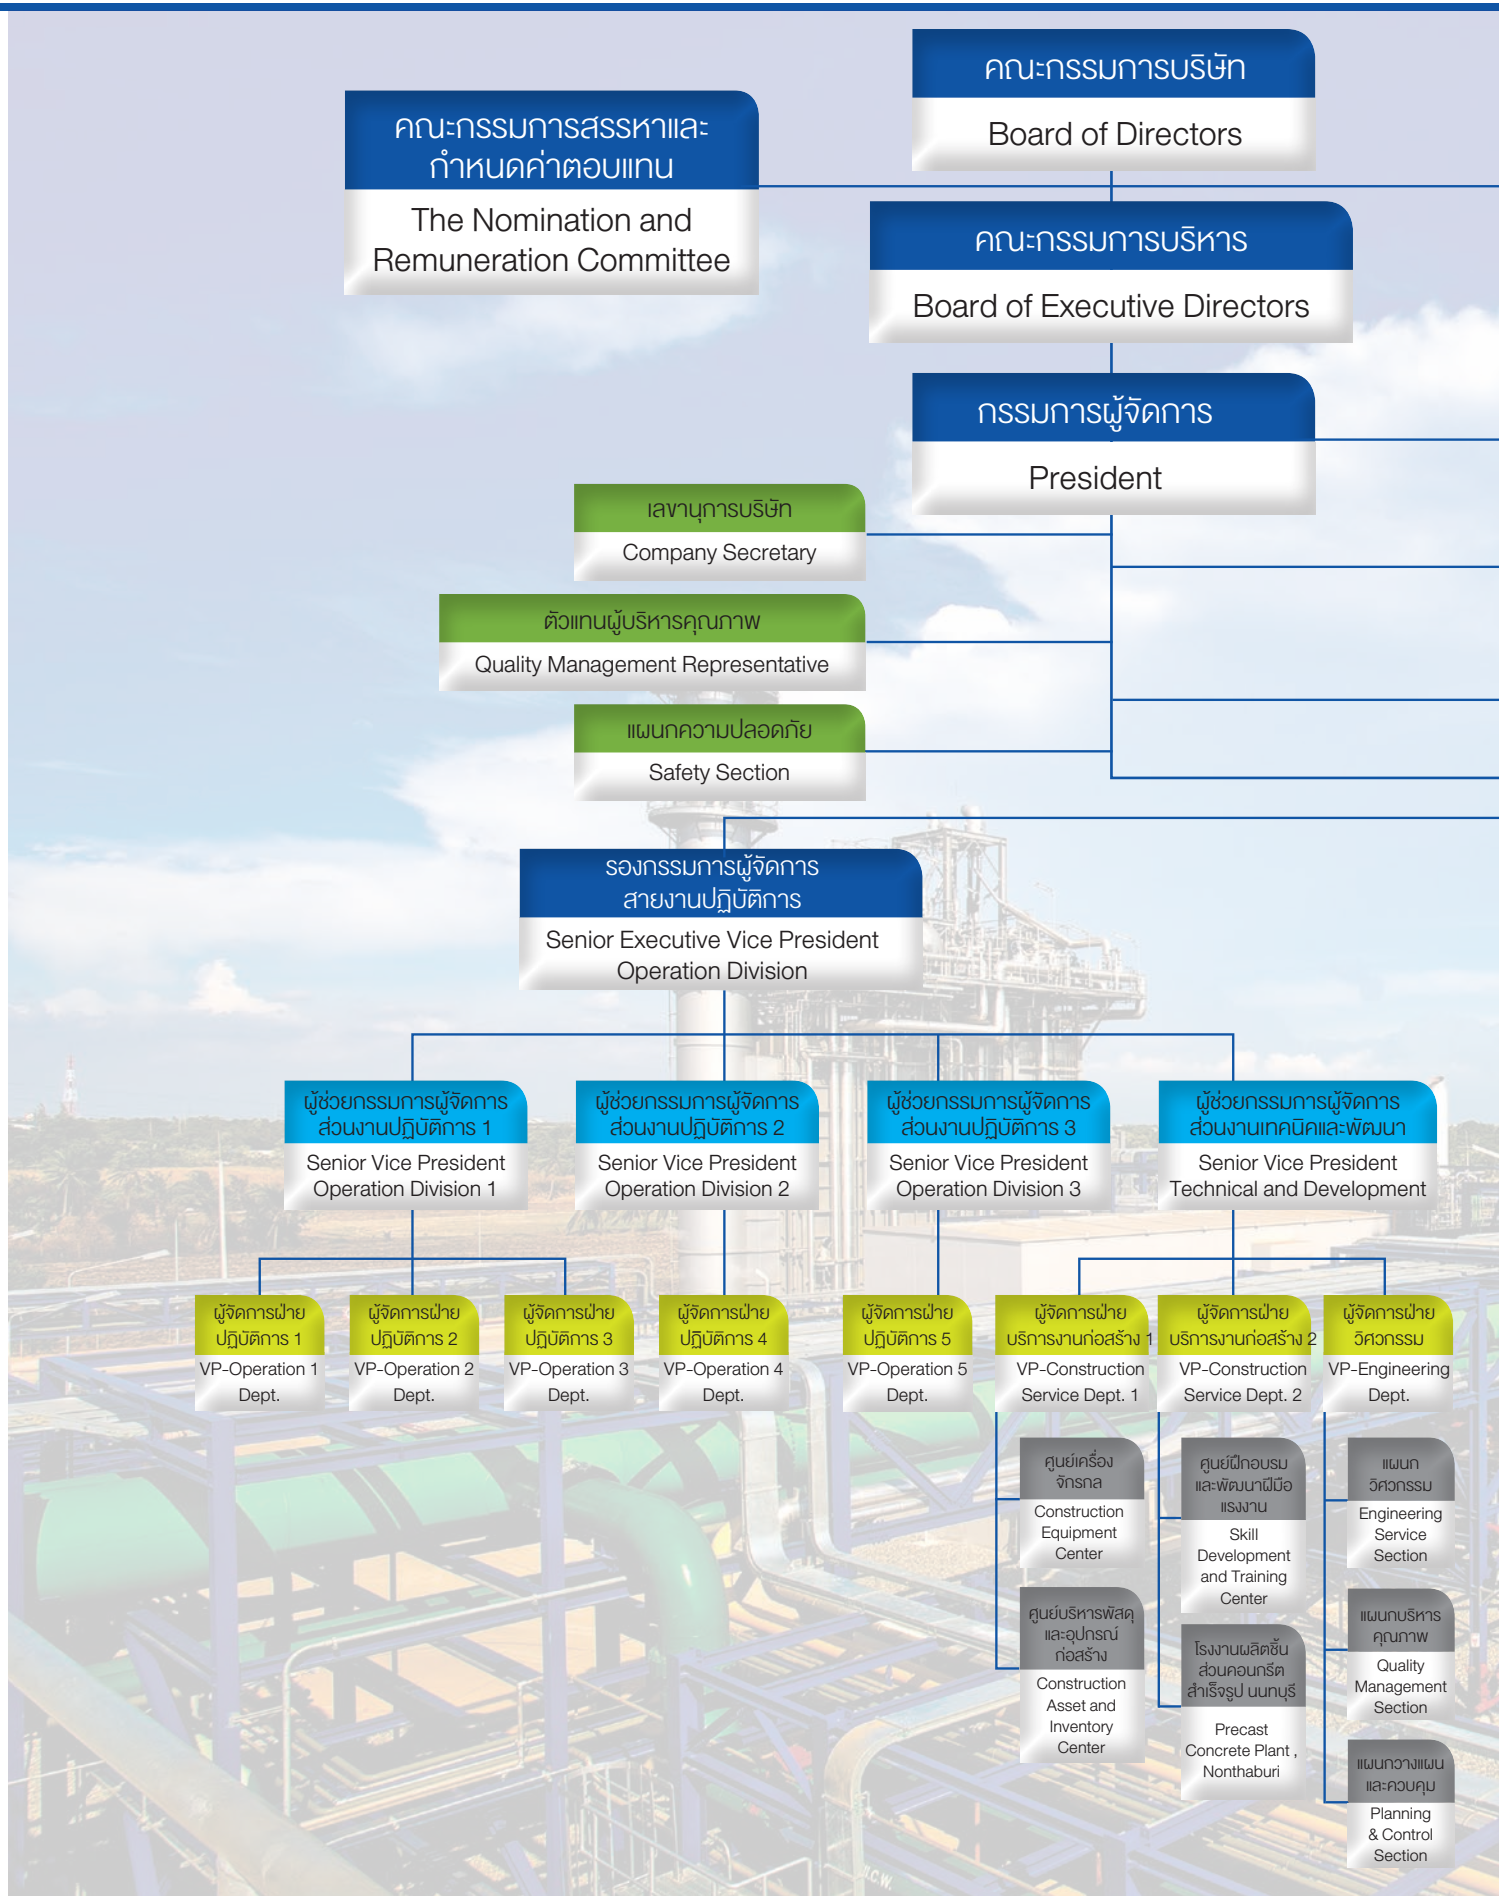 คณะกรรมการบริษัท
Board of Directors
คณะกรรมการสรรหาและ
กำหนดค่าตอบแทน
The Nomination and
Remuneration Committee
คณะกรรมการบริหาร
Board of Executive Directors
กรรมการผู้จัดการ
President
เลขานุการบริษัท
Company Secretary
ตัวแทนผู้บริหารคุณภาพ
Quality Management Representative
แผนกความปลอดภัย
Safety Section
รองกรรมการผู้จัดการ
สายงานปฏิบัติการ
Senior Executive Vice President
Operation Division
ผู้ช่วยกรรมการผู้จัดการ
ส่วนงานปฏิบัติการ 1
Senior Vice President
Operation Division 1
ผู้ช่วยกรรมการผู้จัดการ
ส่วนงานปฏิบัติการ 2
Senior Vice President
Operation Division 2
ผู้ช่วยกรรมการผู้จัดการ
ส่วนงานปฏิบัติการ 3
Senior Vice President
Operation Division 3
ผู้ช่วยกรรมการผู้จัดการ
ส่วนงานเทคนิคและพัฒนา
Senior Vice President
Technical and Development
ผู้จัดการฝ่าย
ปฏิบัติการ 1
VP-Operation 1
Dept.
ผู้จัดการฝ่าย
ปฏิบัติการ 2
VP-Operation 2
Dept.
ผู้จัดการฝ่าย
ปฏิบัติการ 3
VP-Operation 3
Dept.
ผู้จัดการฝ่าย
ปฏิบัติการ 4
VP-Operation 4
Dept.
ผู้จัดการฝ่าย
ปฏิบัติการ 5
VP-Operation 5
Dept.
ผู้จัดการฝ่าย
บริการงานก่อสร้าง 1
VP-Construction
Service Dept. 1
ผู้จัดการฝ่าย
บริการงานก่อสร้าง 2
VP-Construction
Service Dept. 2
ผู้จัดการฝ่าย
วิศวกรรม
VP-Engineering
Dept.
ศูนย์เครื่อง
จักรกล
Construction
Equipment
Center
ศูนย์บริหารพัสดุ
และอุปกรณ์
ก่อสร้าง
Construction
Asset and
Inventory
Center
ศูนย์ฝึกอบรม
และพัฒนาฝีมือ
แรงงาน
Skill
Development
and Training
Center
โรงงานผลิตชิ้น
ส่วนคอนกรีต
สำเร็จรูป นนทบุรี
Precast
Concrete Plant ,
Nonthaburi
แผนก
วิศวกรรม
Engineering
Service
Section
แผนกบริหาร
คุณภาพ
Quality
Management
Section
แผนกวางแผน
และควบคุม
Planning
& Control
Section